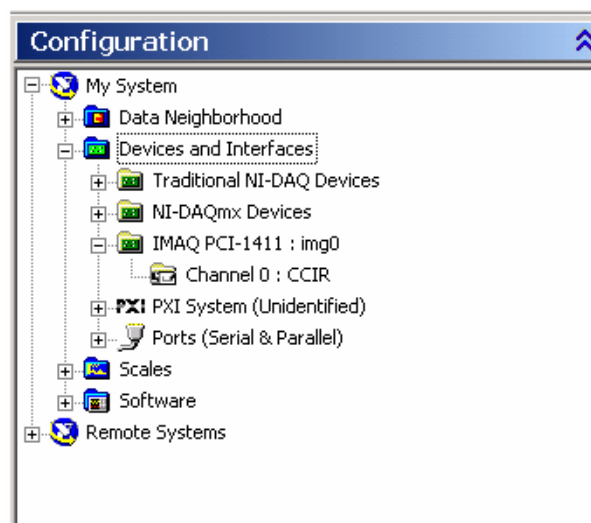 Configuration
My System
Data Neighborhood
Devices and Interfaces
Traditional NI-DAQ Devices
NI-DAQmx Devices
IMAQ PCI-1411 : img0
Channel 0 : CCIR
PXI PXI System (Unidentified)
Ports (Serial & Parallel)
Scales
Software
Remote Systems